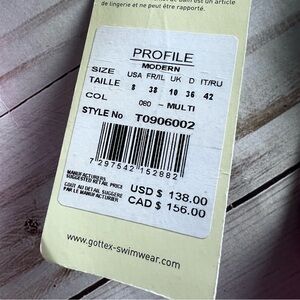 de lingerie et ne peut être rapporté.
PROFILE
MODERN
SIZE USA FR/IL UK D IT/RU
TAILLE 8 38 10 36 42
COL 080 - MULTI
STYLE No T0906002
7 297542 152882
MANUFACTURERS
SUGGESTED RETAIL PRICE USD $ 138.00
COUT AU DETAIL SUGGERE
PAR LE MANUFACTURIER CAD $ 156.00
www.gottex-swimwear.com